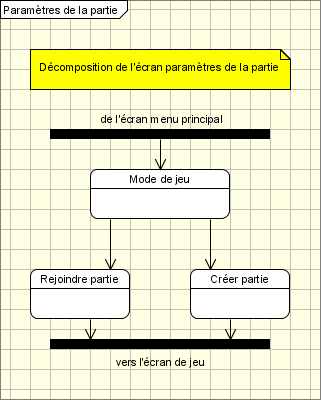 Paramètres de la partie
Décomposition de l'écran paramètres de la partie
de l'écran menu principal
Mode de jeu
Rejoindre partie
Créer partie
vers l'écran de jeu